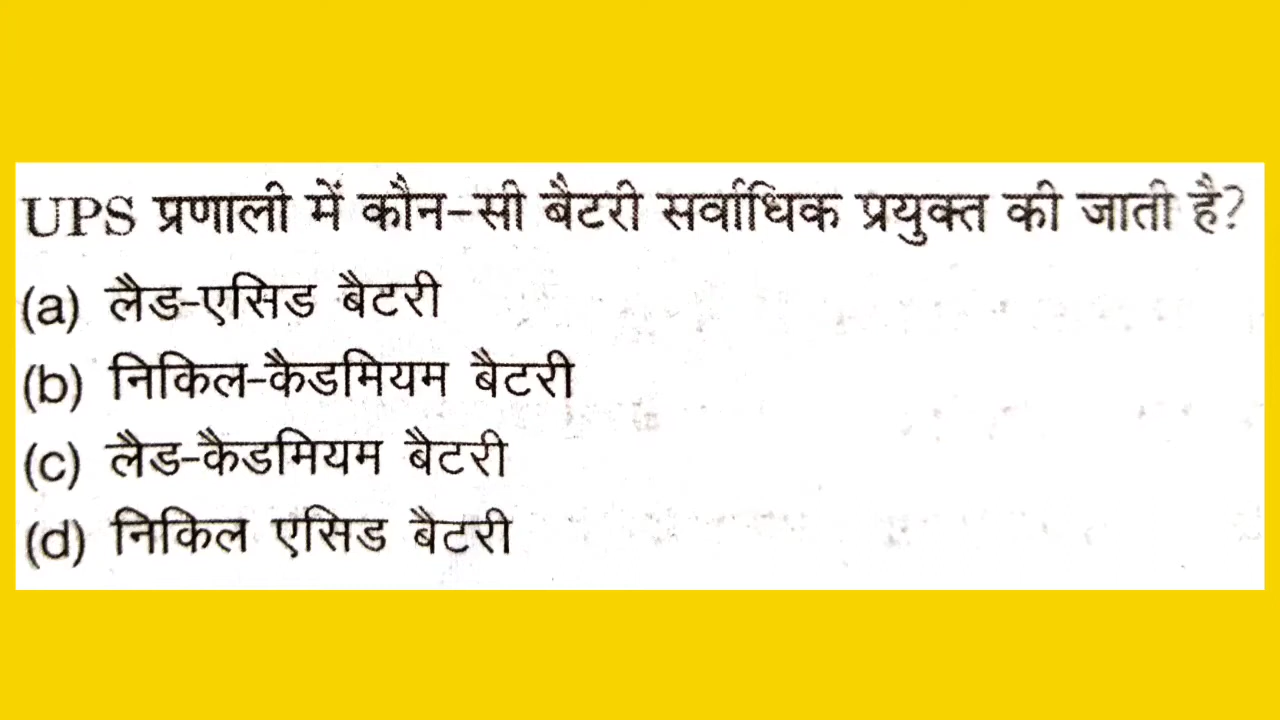 UPS प्रणाली में कौन-सी बैटरी सर्वाधिक प्रयुक्त की जाती है?
(a) लैड-एसिड बैटरी
(b) निकिल-कैडमियम बैटरी
(c) लैड-कैडमियम बैटरी
(d) निकिल एसिड बैटरी